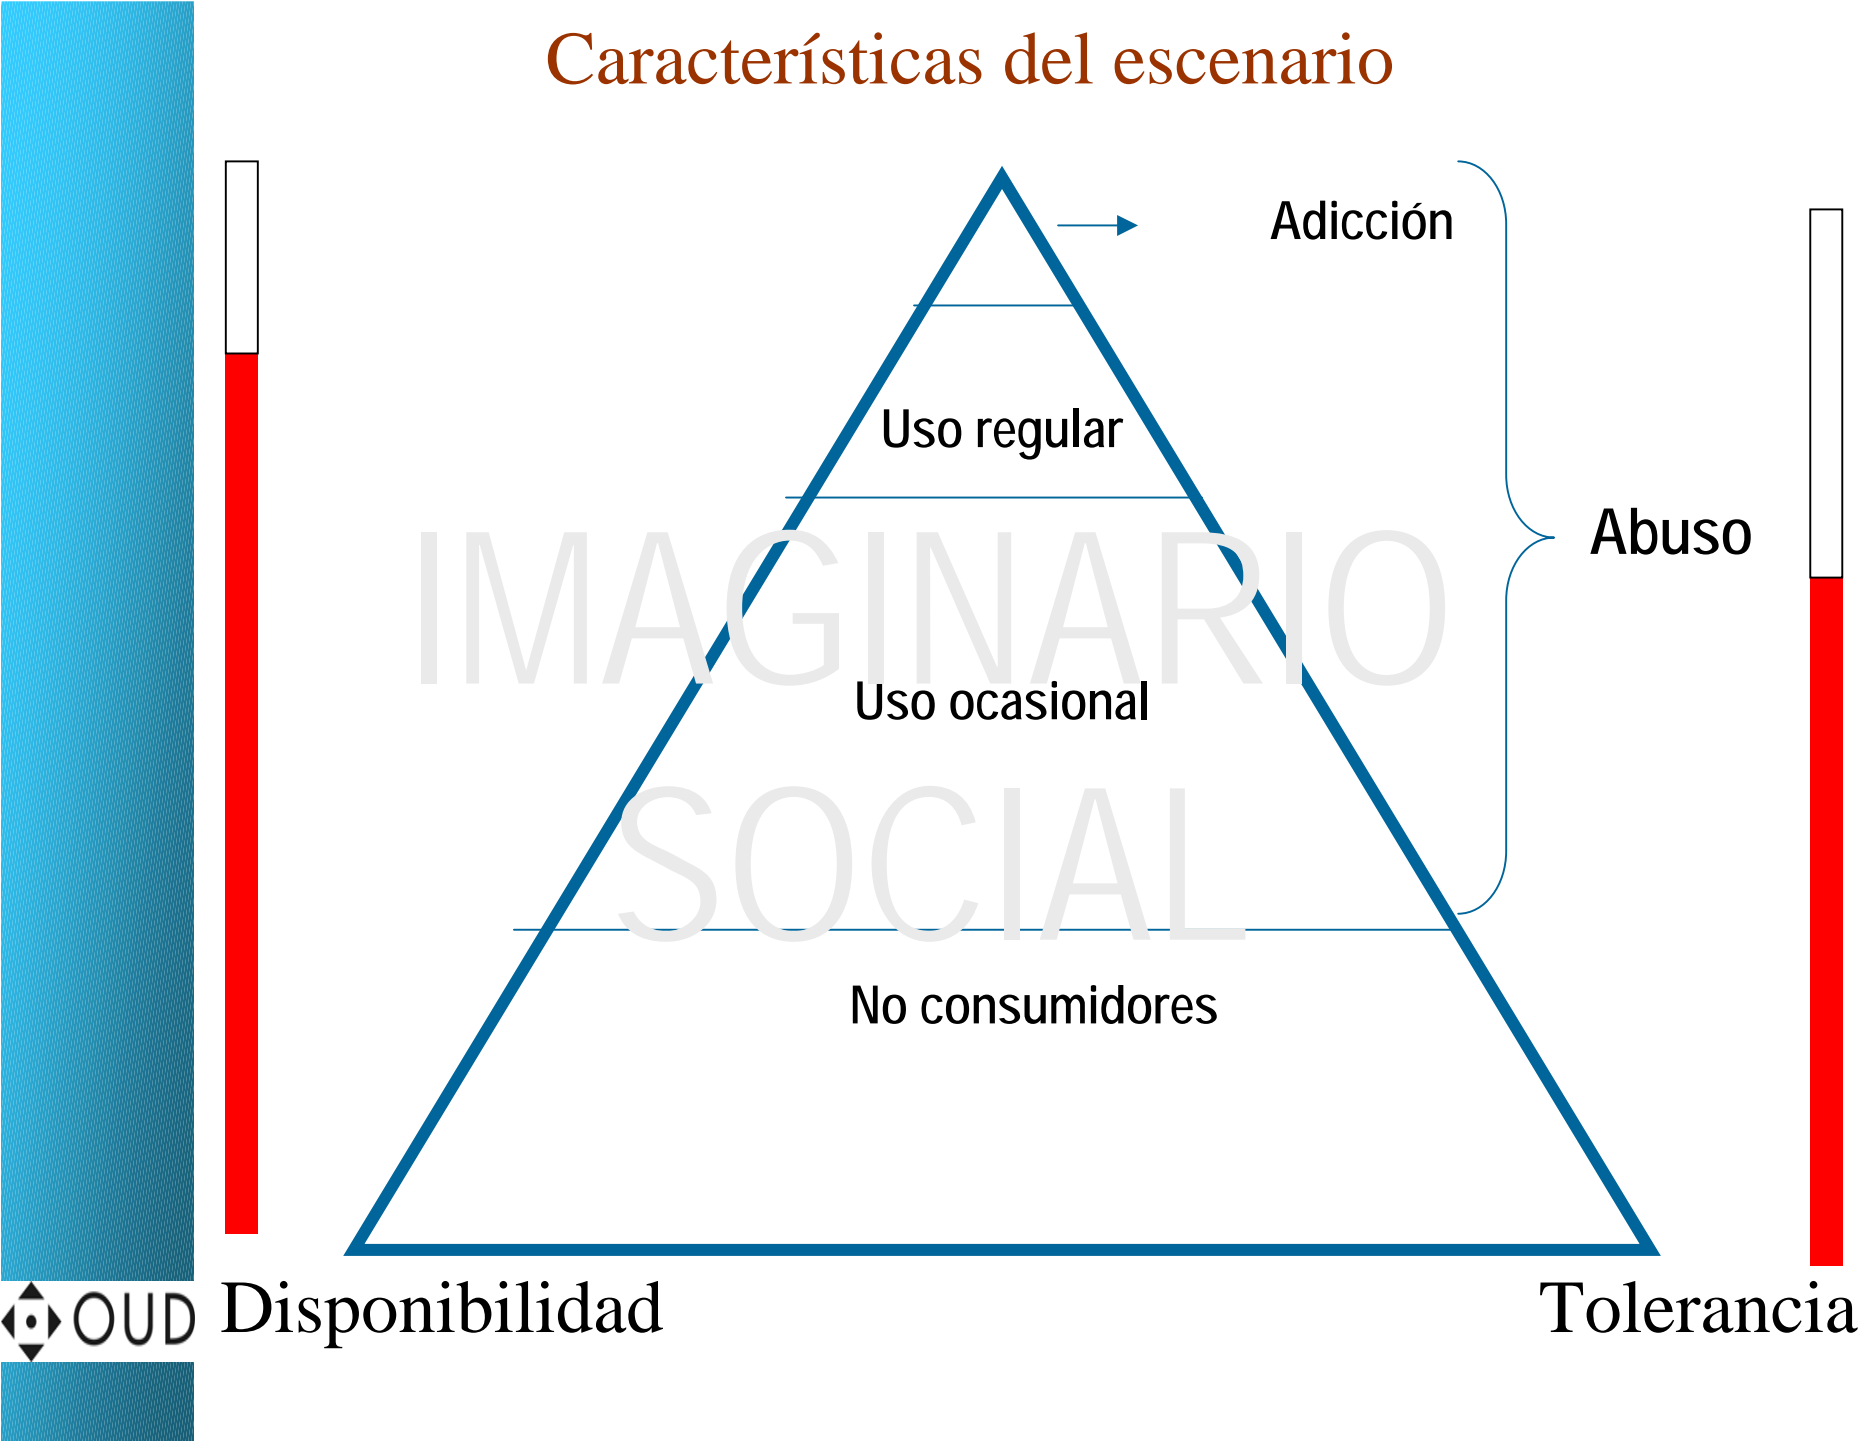 Características del escenario
Adicción
Uso regular
Abuso
IMAGINARIO
Uso ocasional
SOCIAL
No consumidores
OUD
Disponibilidad
Tolerancia